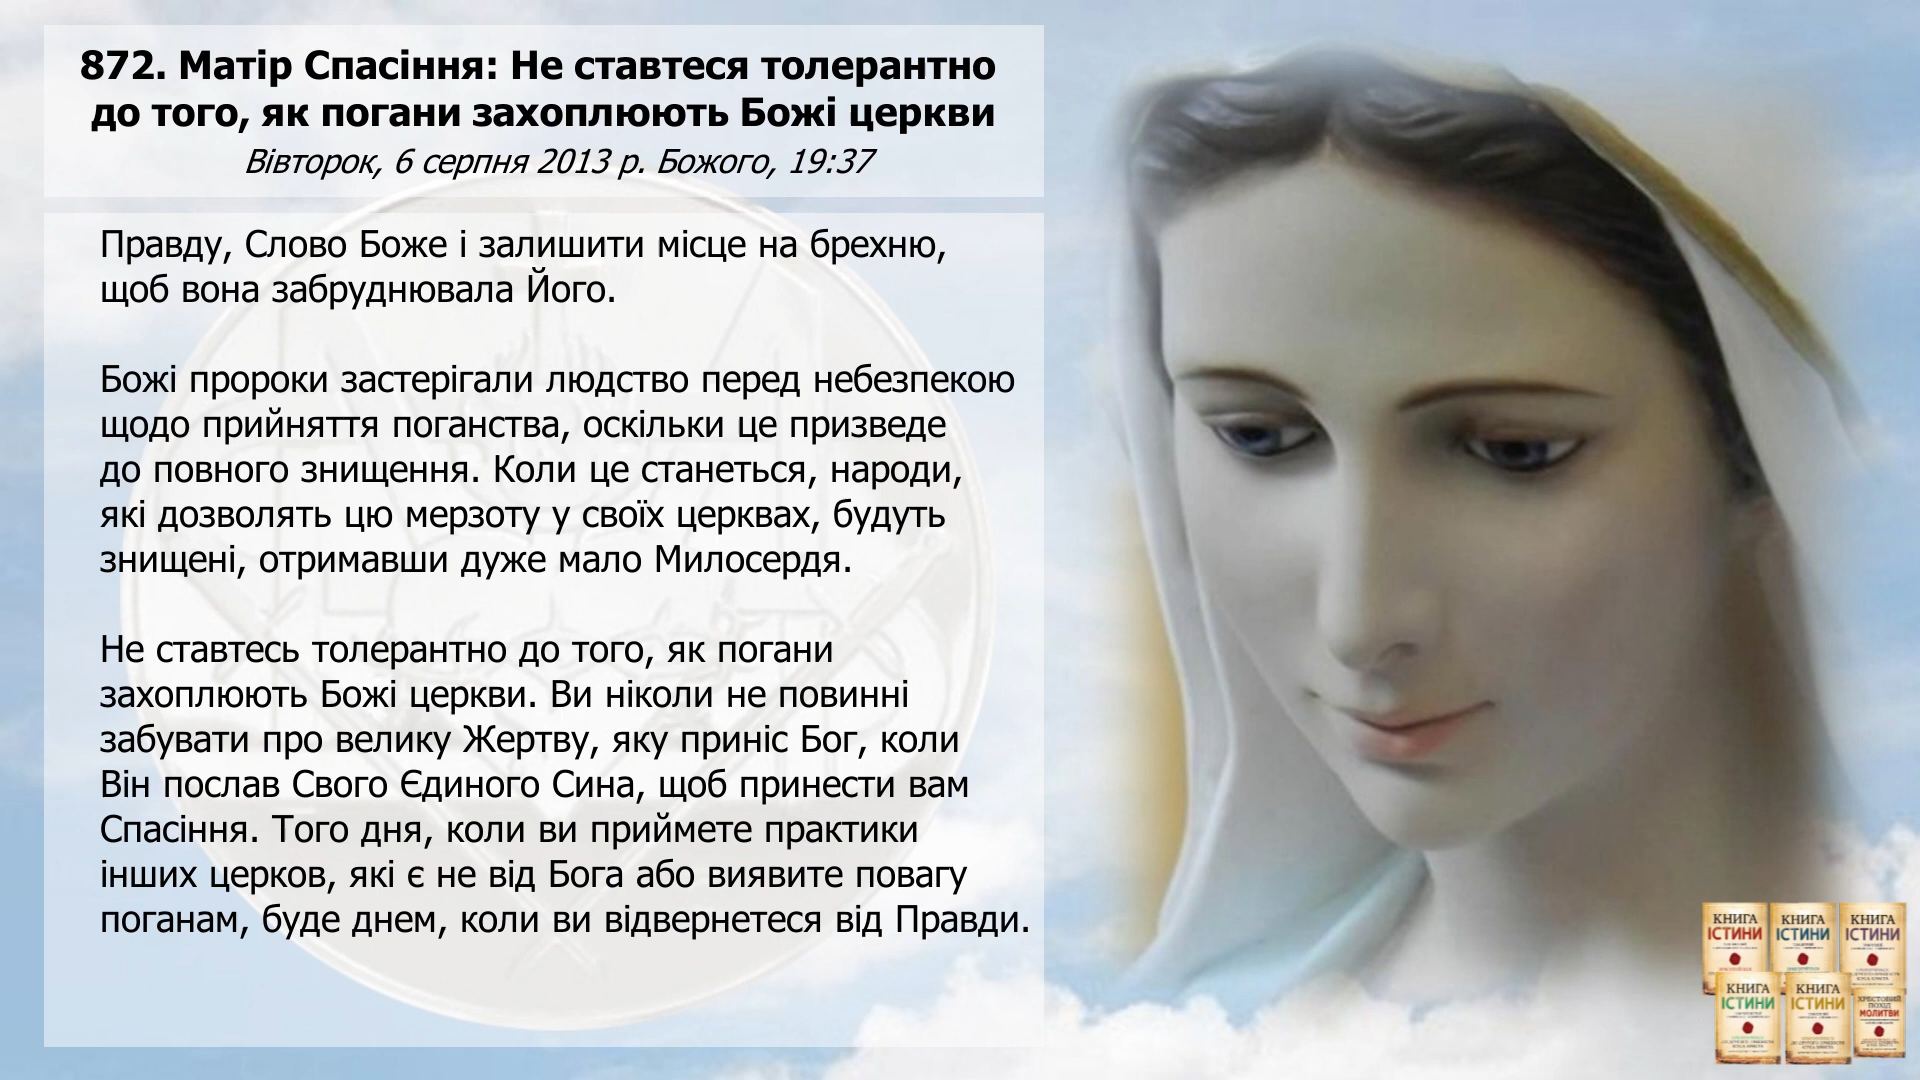 872. Матір Спасіння: Не ставтеся толерантно
до того, як погани захоплюють Божі церкви
Вівторок, 6 серпня 2013 р. Божого, 19:37
Правду, Слово Боже і залишити місце на брехню,
щоб вона забруднювала Його.
Божі пророки застерігали людство перед небезпекою
щодо прийняття поганства, оскільки це призведе
до повного знищення. Коли це станеться, народи,
які дозволять цю мерзоту у своїх церквах, будуть
знищені, отримавши дуже мало Милосердя.
Не ставтесь толерантно до того, як погани
захоплюють Божі церкви. Ви ніколи не повинні
забувати про велику Жертву, яку приніс Бог, коли
Він послав Свого Єдиного Сина, щоб принести вам
Спасіння. Того дня, коли ви приймете практики
інших церков, які є не від Бога або виявите повагу
поганам, буде днем, коли ви відвернетеся від Правди.
КНИГА
ІСТИНИ
КНИГА
ІСТИНИ
КНИГА
ІСТИНИ
КНИГА
ІСТИНИ
КНИГА
ІСТИНИ
ХРЕСТОВИЙ
ПОХІД
МОЛИТВИ